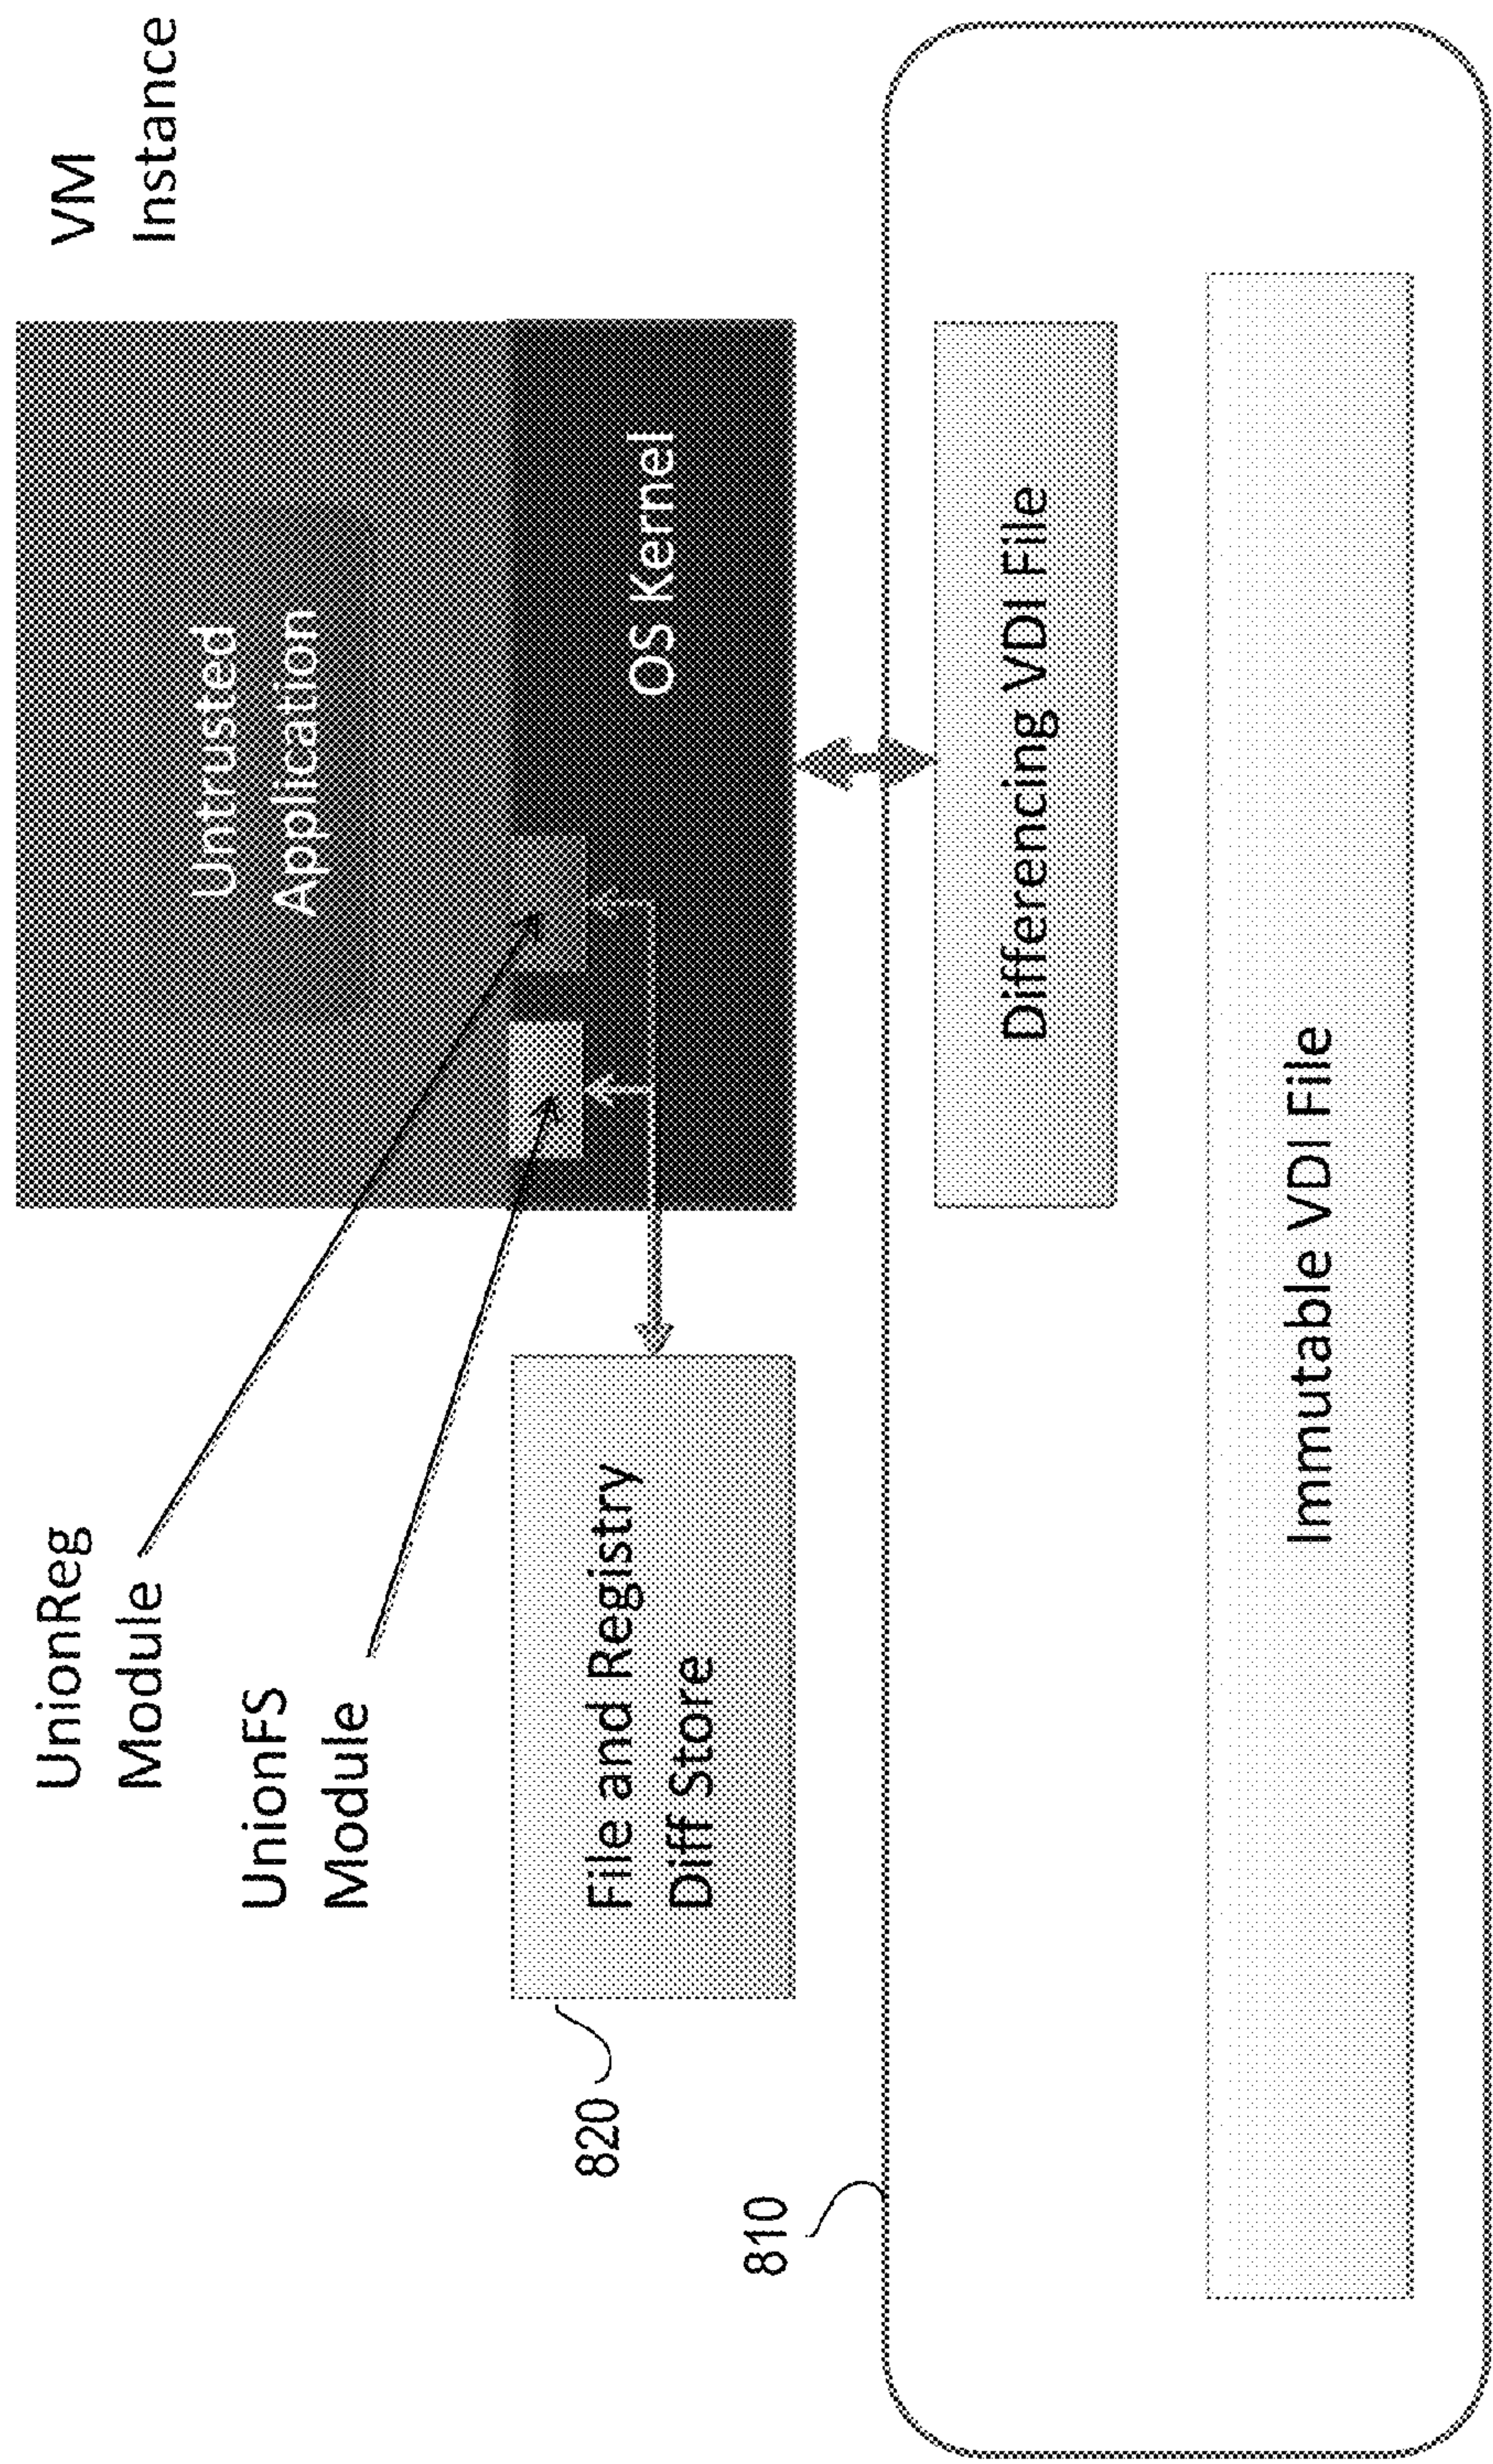 UnionReg
Module
UnionFS
Module
VM
Instance
Untrusted
Application
OS Kernel
File and Registry
Diff Store
820
810
Differencing VDI File
Immutable VDI File